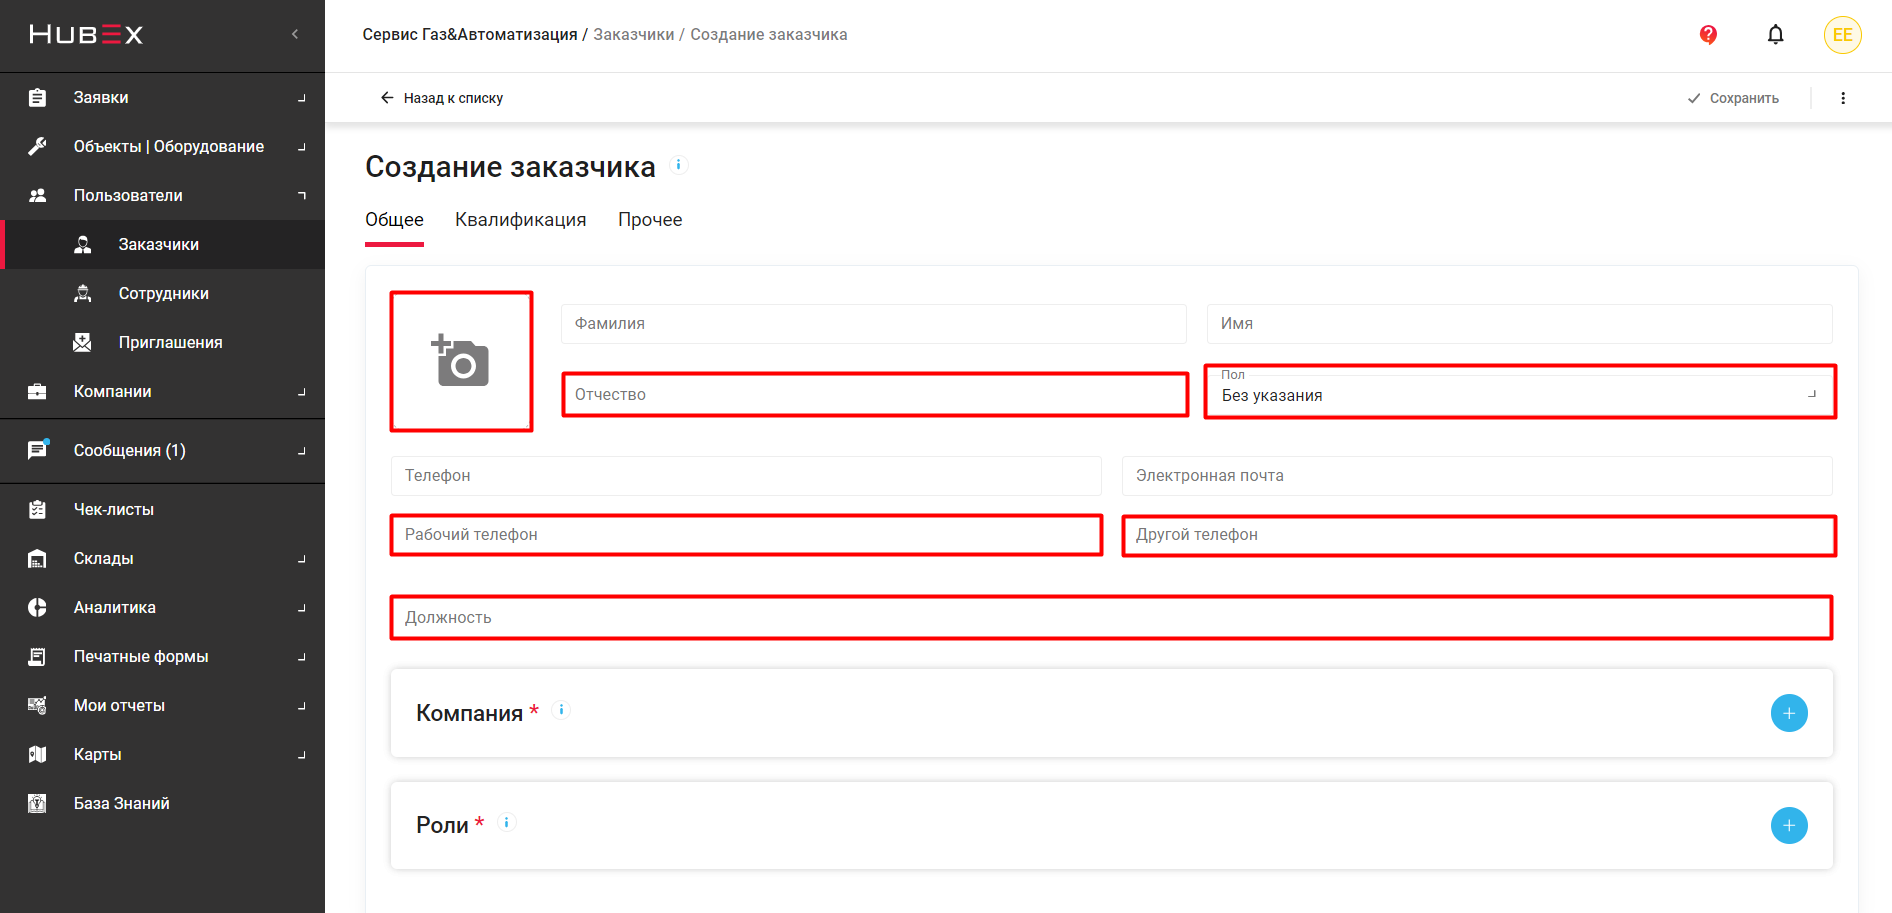 HUBEX
Сервис Газ&Автоматизация / Заказчики / Создание заказчика
EE
Назад к списку
Сохранить
Заявки
Объекты | Оборудование
Пользователи
Заказчики
Сотрудники
Приглашения
Компании
Сообщения (1)
Чек-листы
Склады
Аналитика
Печатные формы
Мои отчеты
Карты
База Знаний
Создание заказчика
Общее Квалификация Прочее
Фамилия Имя
Отчество
Пол
Без указания
Телефон Электронная почта
Рабочий телефон Другой телефон
Должность
Компания *
Роли *